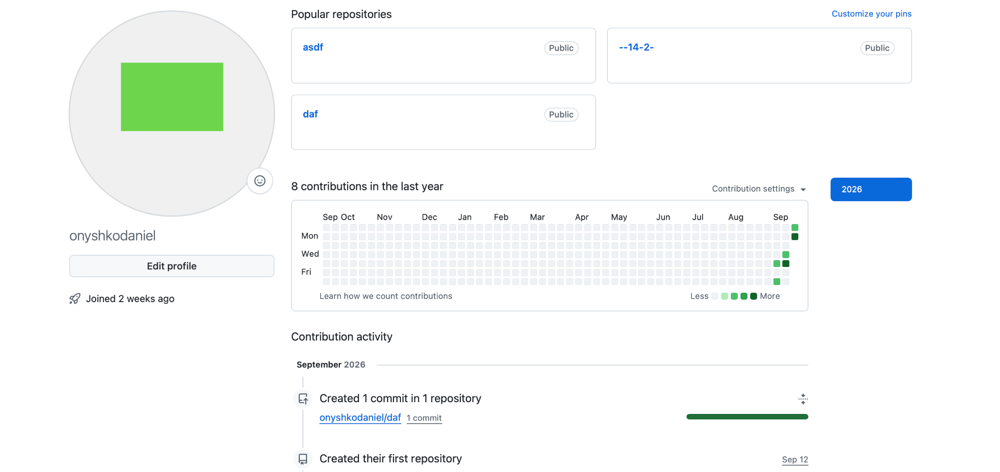 Popular repositories
Customize your pins
asdf
Public
--14-2-
Public
daf
Public
onyshkodaniel
Edit profile
Joined 2 weeks ago
8 contributions in the last year
Contribution settings
2026
Sep Oct Nov Dec Jan Feb Mar Apr May Jun Jul Aug Sep
Mon
Wed
Fri
Learn how we count contributions
Less More
Contribution activity
September 2026
Created 1 commit in 1 repository
onyshkodaniel/daf 1 commit
Created their first repository
Sep 12